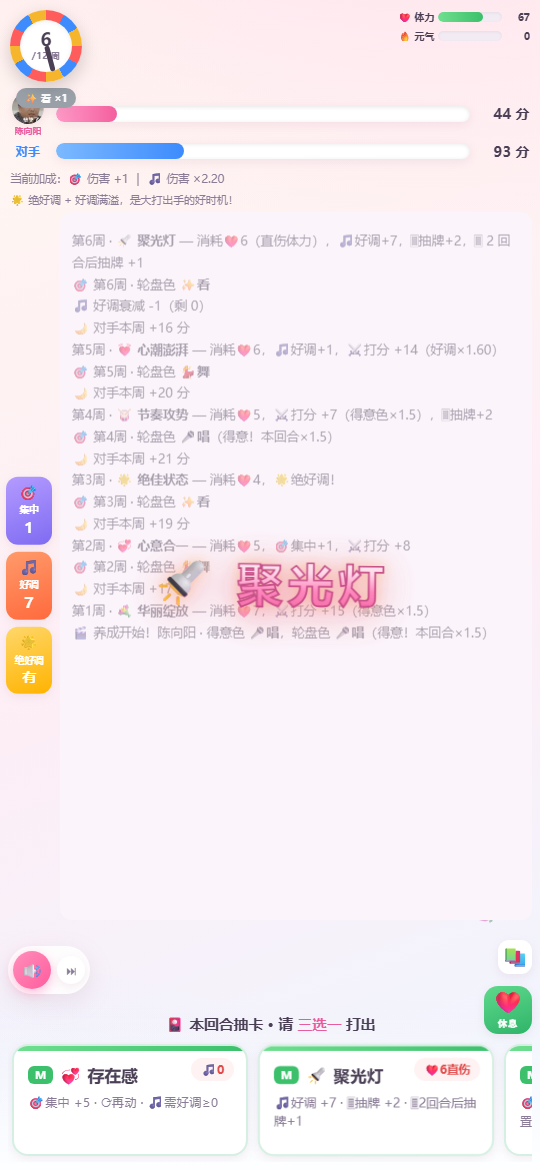 6
/12周
体力 67
元气 0
看 ×1
陈向阳
44 分
对手
93 分
当前加成: 伤害 +1 | 伤害 ×2.20
绝好调 + 好调满溢，是大打出手的好时机！
第6周 · 聚光灯 — 消耗 6（直伤体力），好调+7，抽牌+2，2 回
合后抽牌 +1
第6周 · 轮盘色 看
好调衰减 -1（剩 0）
对手本周 +16 分
第5周 · 心潮澎湃 — 消耗 6，好调+1，打分 +14（好调×1.60）
第5周 · 轮盘色 舞
对手本周 +20 分
第4周 · 节奏攻势 — 消耗 5，打分 +7（得意色×1.5），抽牌+2
第4周 · 轮盘色 唱（得意！本回合×1.5）
对手本周 +21 分
第3周 · 绝佳状态 — 消耗 4，绝好调！
第3周 · 轮盘色 看
对手本周 +19 分
第2周 · 心意合一 — 消耗 5，集中+1，打分 +8
第2周 · 轮盘色
对手本周
聚光灯
第1周 · 华丽绽放 — 消耗 7，打分 +15（得意色×1.5）
养成开始！陈向阳 · 得意色 唱，轮盘色 唱（得意！本回合×1.5）
集中
1
好调
7
绝好调
有
休息
本回合抽卡 • 请 三选一 打出
M 存在感 0
集中 +5 · 再动 · 需好调≥0
M 聚光灯 6直伤
好调 +7 · 抽牌 +2 · 2回合后抽
牌+1
置